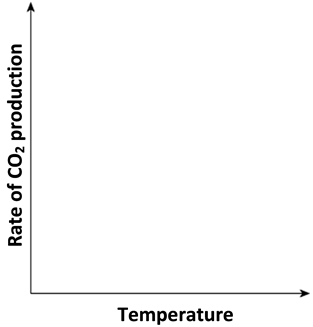 Rate of CO₂ production
Temperature